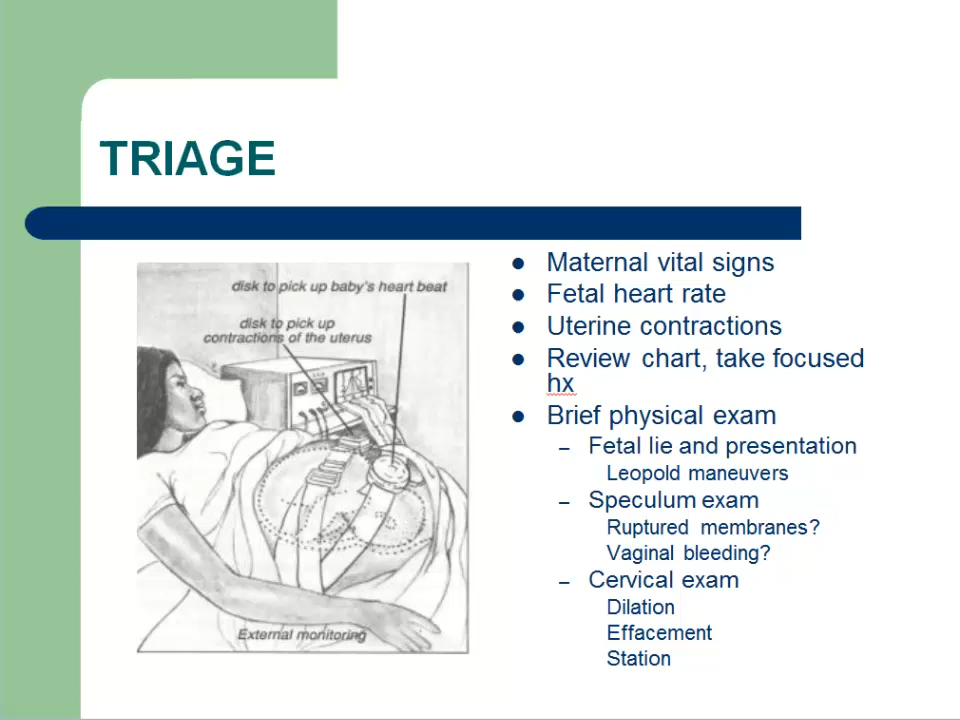 TRIAGE
disk to pick up baby's heart beat
disk to pick up
contractions of the uterus
External monitoring
● Maternal vital signs
● Fetal heart rate
● Uterine contractions
● Review chart, take focused
hx
● Brief physical exam
– Fetal lie and presentation
Leopold maneuvers
– Speculum exam
Ruptured membranes?
Vaginal bleeding?
– Cervical exam
Dilation
Effacement
Station